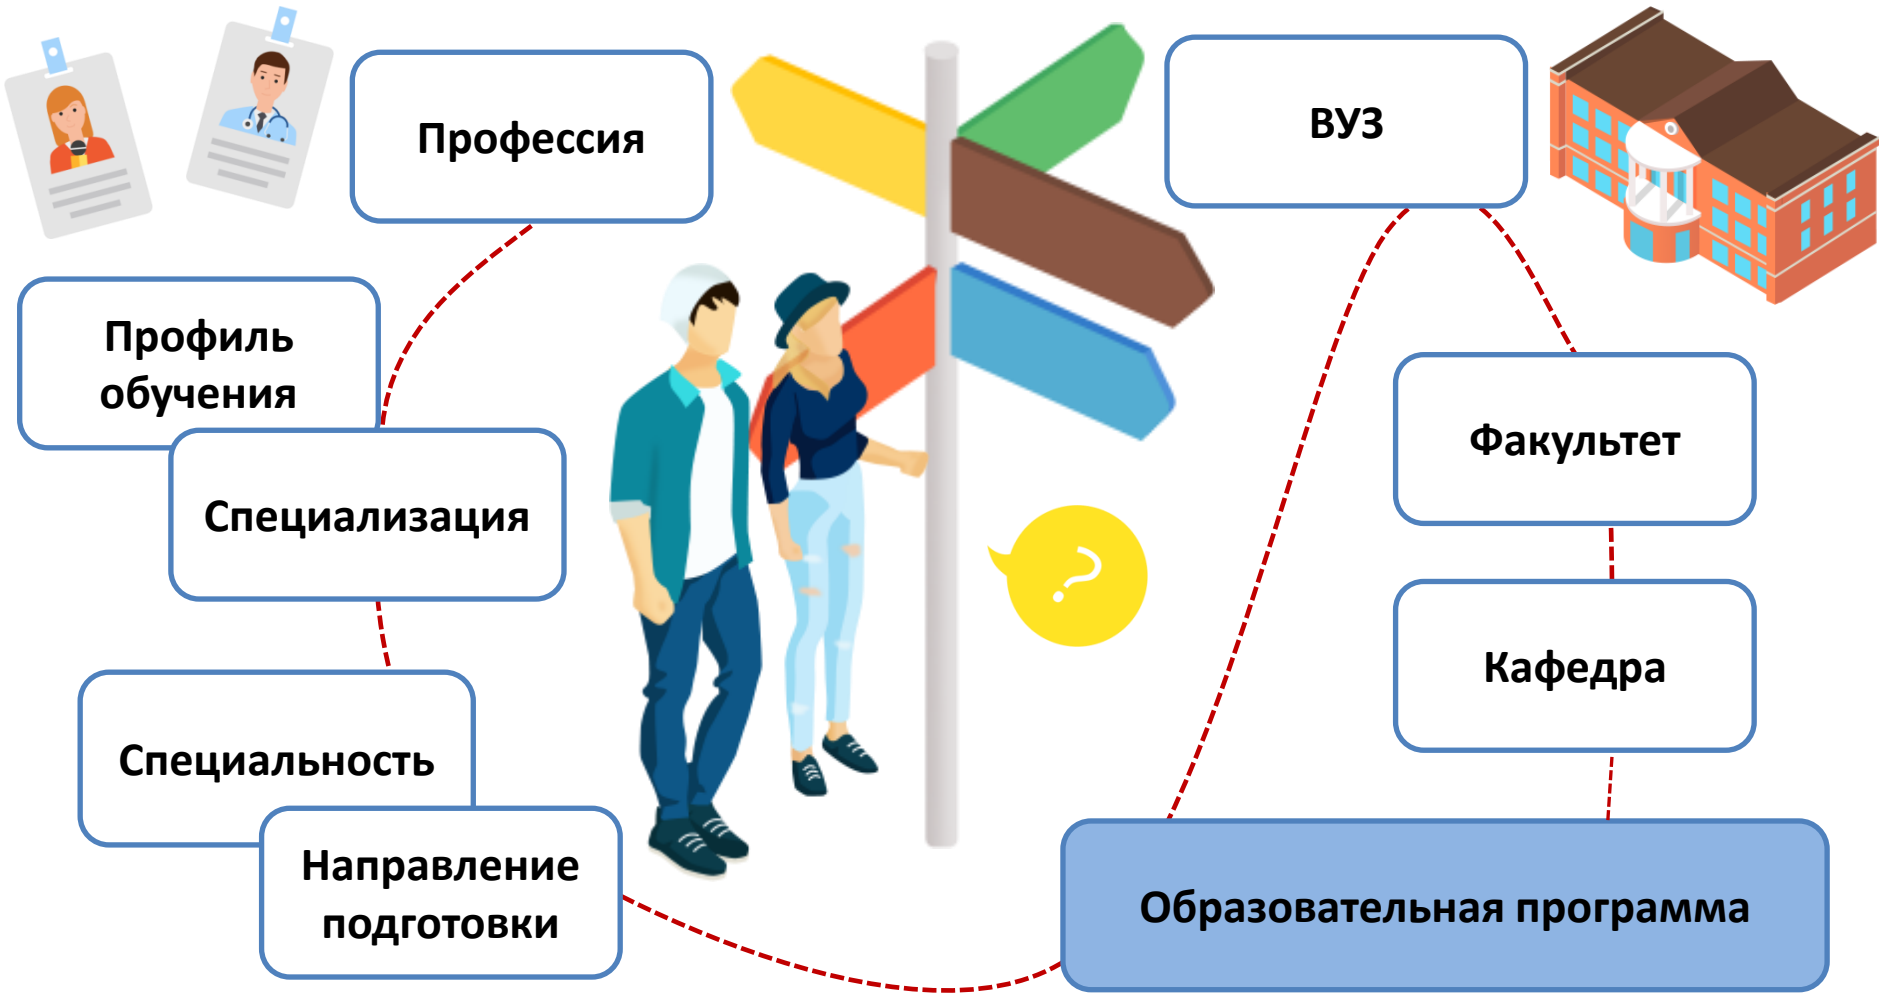 Профессия
ВУЗ
Профиль
обучения
Специализация
Факультет
?
Кафедра
Специальность
Направление
подготовки
Образовательная программа